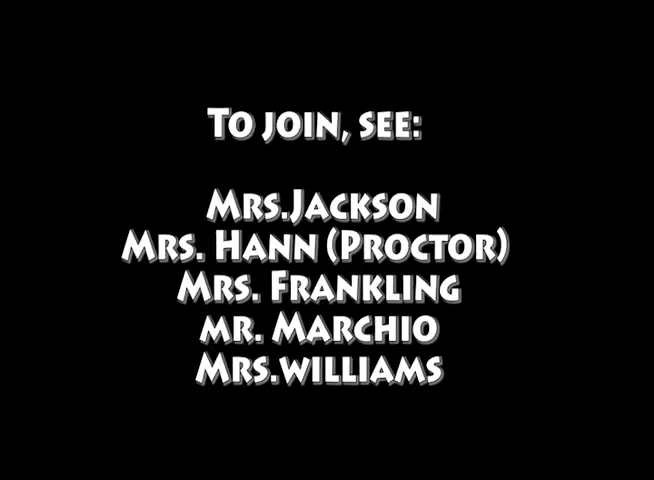 To join, see:
Mrs.Jackson
Mrs. Hann (Proctor)
Mrs. Frankling
mr. Marchio
Mrs.williams